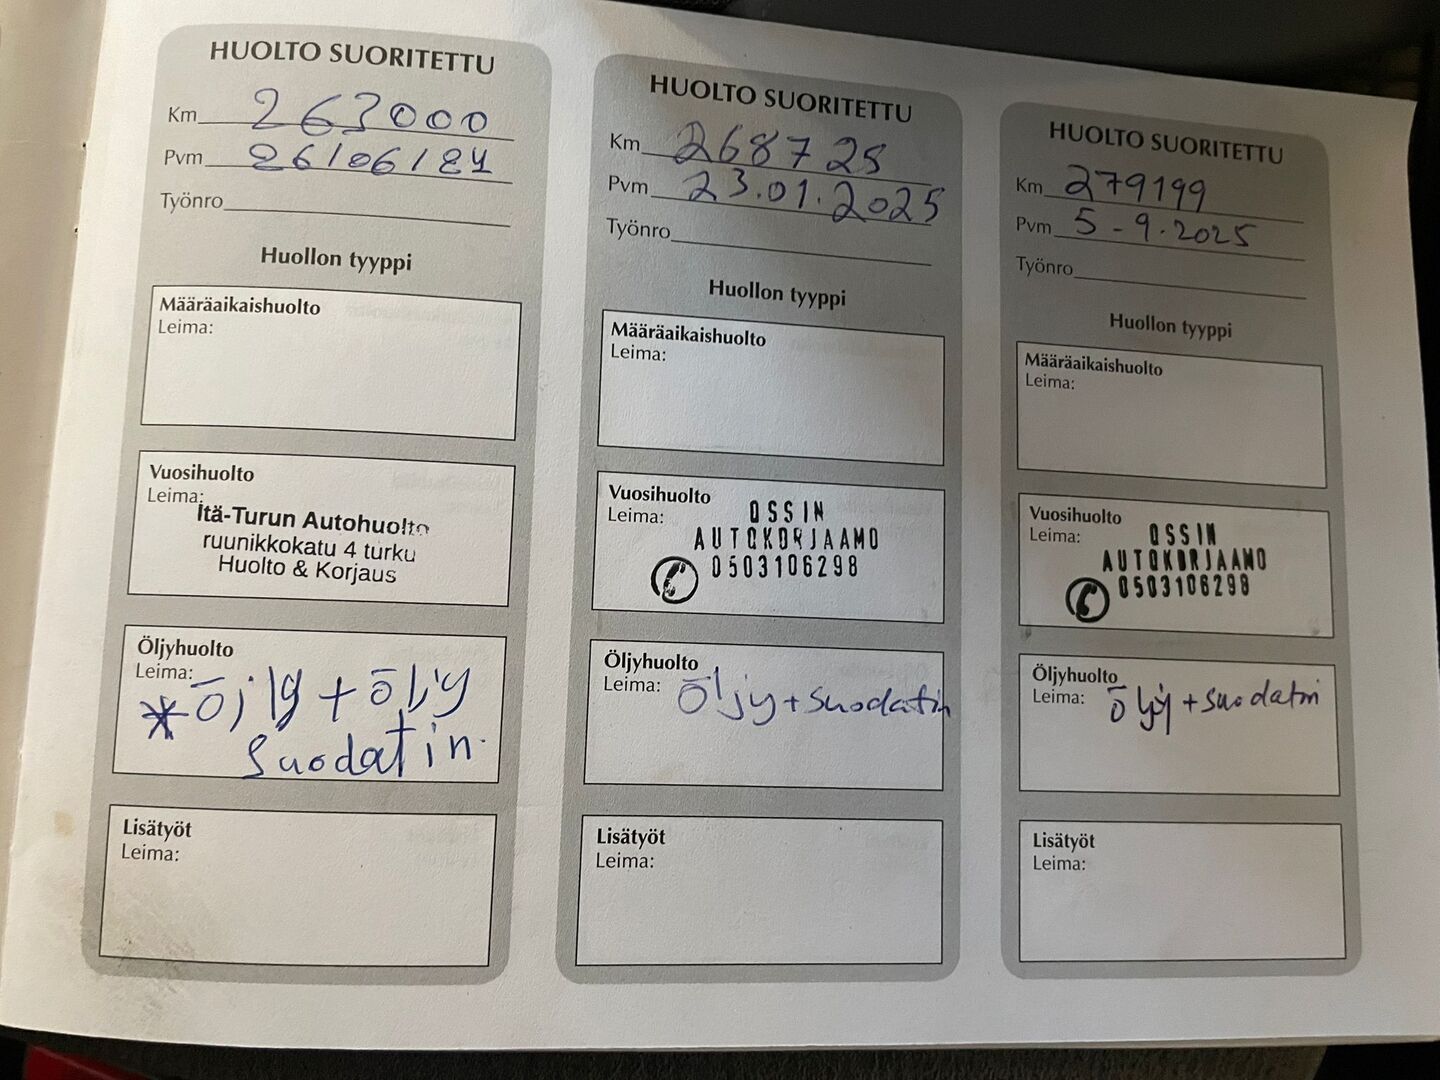 HUOLTO SUORITETTU
Km 263000
Pvm 26/06/24
Työnro
Huollon tyyppi
Määräaikaishuolto
Leima:
Vuosihuolto
Leima:
Itä-Turun Autohuolto
ruunikkokatu 4 turku
Huolto & Korjaus
Öljyhuolto
Leima:
* öjly + öljy
suodatin.
Lisätyöt
Leima:
HUOLTO SUORITETTU
Km 268728
Pvm 23.01.2025
Työnro
Huollon tyyppi
Määräaikaishuolto
Leima:
Vuosihuolto
Leima:
OSSIN
AUTOKORJAAMO
0503106298
Öljyhuolto
Leima: öljy + suodatin
Lisätyöt
Leima:
HUOLTO SUORITETTU
Km 279199
Pvm 5-9.2025
Työnro
Huollon tyyppi
Määräaikaishuolto
Leima:
Vuosihuolto
Leima:
OSSIN
AUTOKORJAAMO
0503106298
Öljyhuolto
Leima: öljy + suodatin
Lisätyöt
Leima: